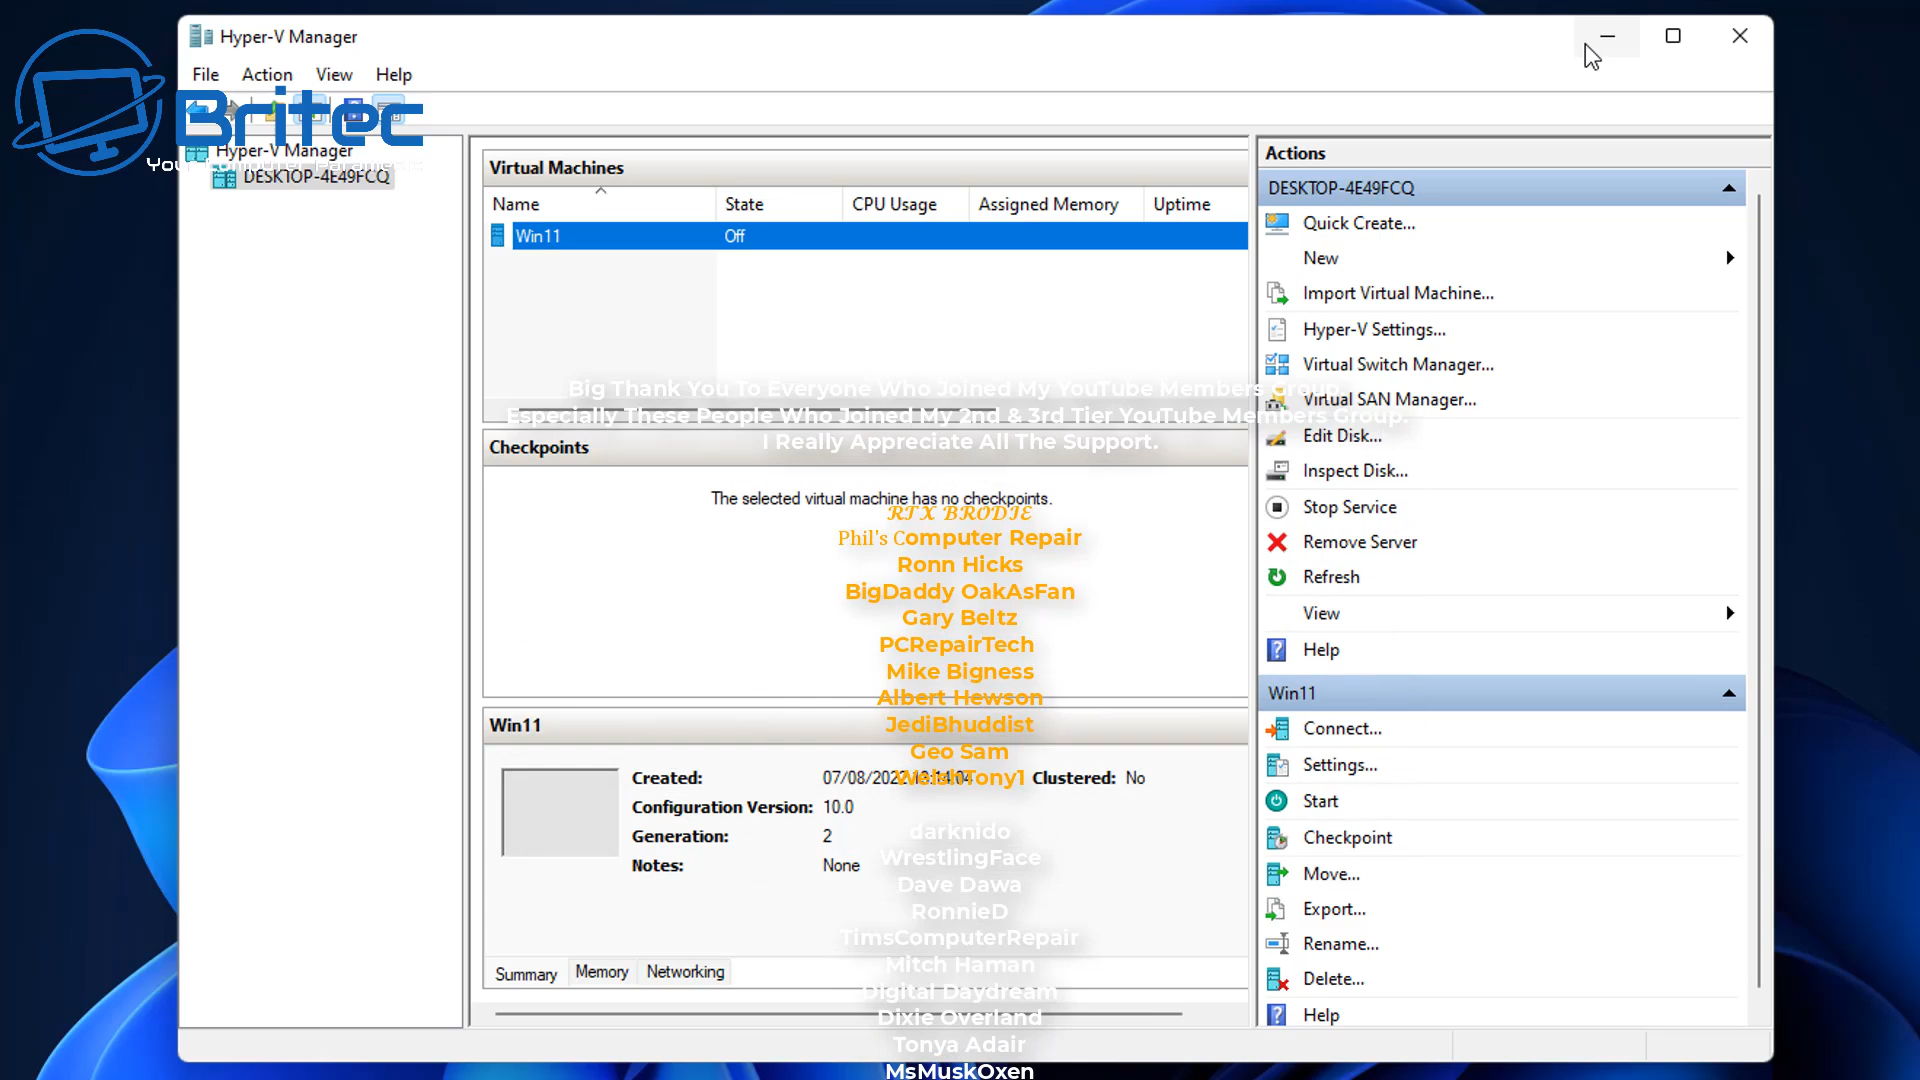 Hyper-V Manager
File Action View Help
Britec
Hyper-V Manager
DESKTOP-4E49FCQ
Virtual Machines
Name State CPU Usage Assigned Memory Uptime
Win11 Off
Big Thank You To Everyone Who Joined My YouTube Members Group.
Especially These People Who Joined My 2nd & 3rd Tier YouTube Members Group.
I Really Appreciate All The Support.
Checkpoints
The selected virtual machine has no checkpoints.
RTX BRODIE
Phil's Computer Repair
Ronn Hicks
BigDaddy OakAsFan
Gary Beltz
PCRepairTech
Mike Bigness
Albert Hewson
JediBhuddist
Geo Sam
WelshTony1
Win11
Created: 07/08/2022 Clustered: No
Configuration Version: 10.0
Generation: 2
Notes: None
darknido
WrestlingFace
Dave Dawa
RonnieD
TimsComputerRepair
Mitch Haman
Digital Daydream
Dixie Overland
Tonya Adair
MsMuskOxen
Summary Memory Networking
Actions
DESKTOP-4E49FCQ
Quick Create...
New
Import Virtual Machine...
Hyper-V Settings...
Virtual Switch Manager...
Virtual SAN Manager...
Edit Disk...
Inspect Disk...
Stop Service
Remove Server
Refresh
View
Help
Win11
Connect...
Settings...
Start
Checkpoint
Move...
Export...
Rename...
Delete...
Help